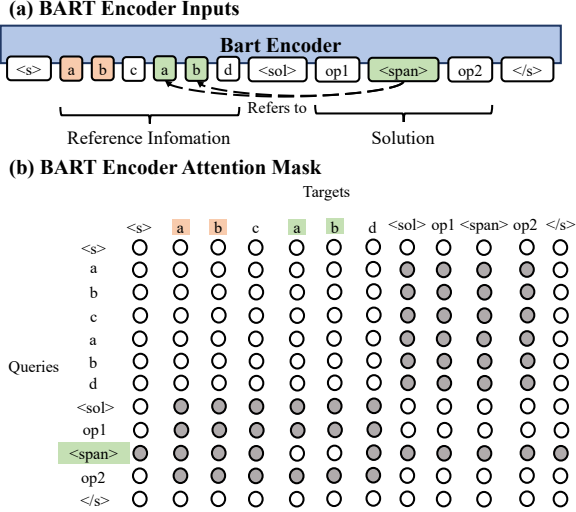 (a) BART Encoder Inputs
Bart Encoder
<s> a b c a b d <sol> op1 <span> op2 </s>
Refers to
Reference Infomation Solution
(b) BART Encoder Attention Mask
Targets
<s> a b c a b d <sol> op1 <span> op2 </s>
<s>
a
b
c
a
Queries
b
d
<sol>
op1
<span>
op2
</s>